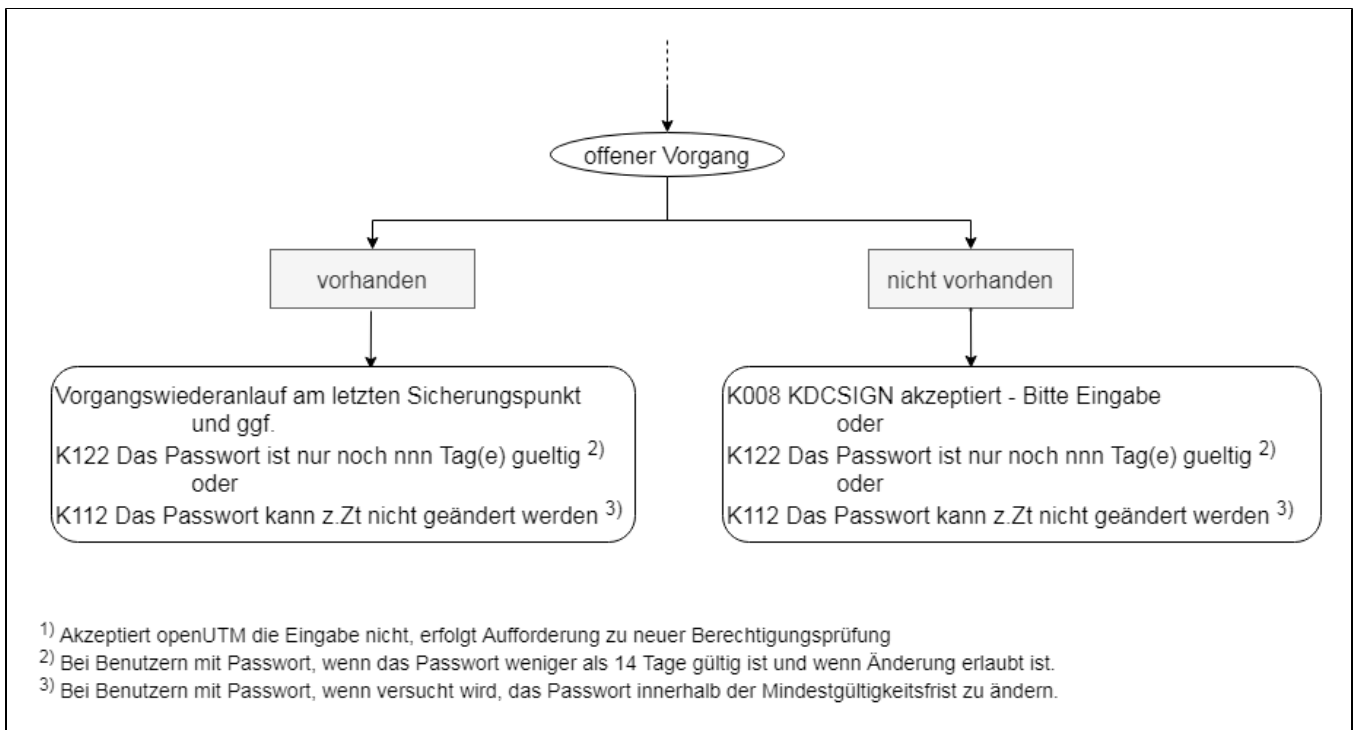 offener Vorgang
vorhanden
nicht vorhanden
Vorgangswiederanlauf am letzten Sicherungspunkt
und ggf.
K122 Das Passwort ist nur noch nnn Tag(e) gueltig 2)
oder
K112 Das Passwort kann z.Zt nicht geändert werden 3)
K008 KDCSIGN akzeptiert - Bitte Eingabe
oder
K122 Das Passwort ist nur noch nnn Tag(e) gueltig 2)
oder
K112 Das Passwort kann z.Zt nicht geändert werden 3)
1) Akzeptiert openUTM die Eingabe nicht, erfolgt Aufforderung zu neuer Berechtigungsprüfung
2) Bei Benutzern mit Passwort, wenn das Passwort weniger als 14 Tage gültig ist und wenn Änderung erlaubt ist.
3) Bei Benutzern mit Passwort, wenn versucht wird, das Passwort innerhalb der Mindestgültigkeitsfrist zu ändern.